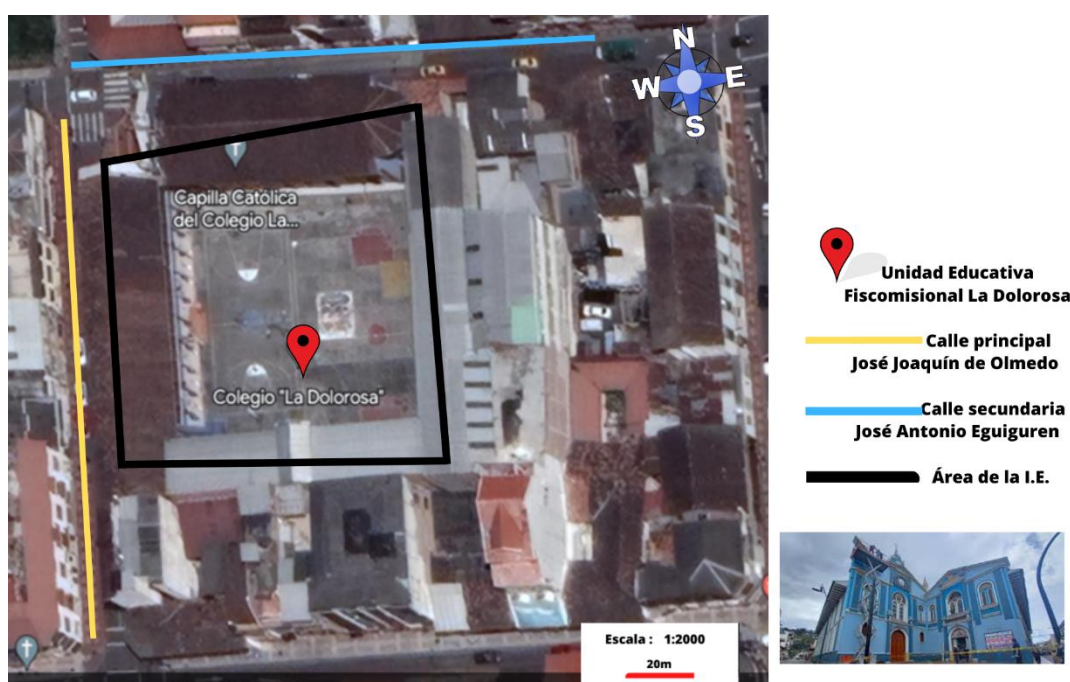 N
W E
S
Capilla Católica
del Colegio La...
Colegio "La Dolorosa"
Escala : 1:2000
20m
Unidad Educativa
Fiscomisional La Dolorosa
Calle principal
José Joaquín de Olmedo
Calle secundaria
José Antonio Eguiguren
Área de la I.E.